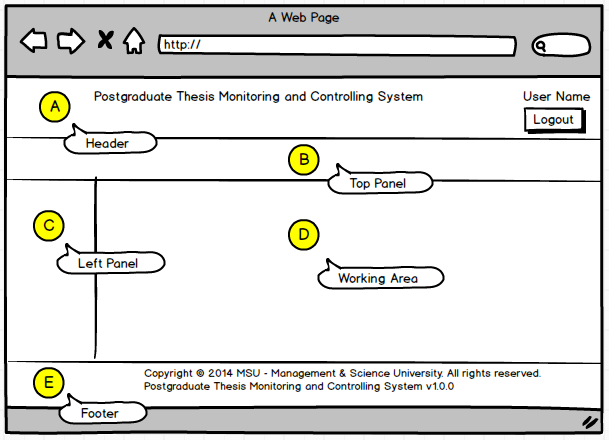 A Web Page
http://
A
Postgraduate Thesis Monitoring and Controlling System
User Name
Logout
Header
B
Top Panel
C
Left Panel
D
Working Area
E
Copyright © 2014 MSU - Management & Science University. All rights reserved.
Postgraduate Thesis Monitoring and Controlling System v1.0.0
Footer